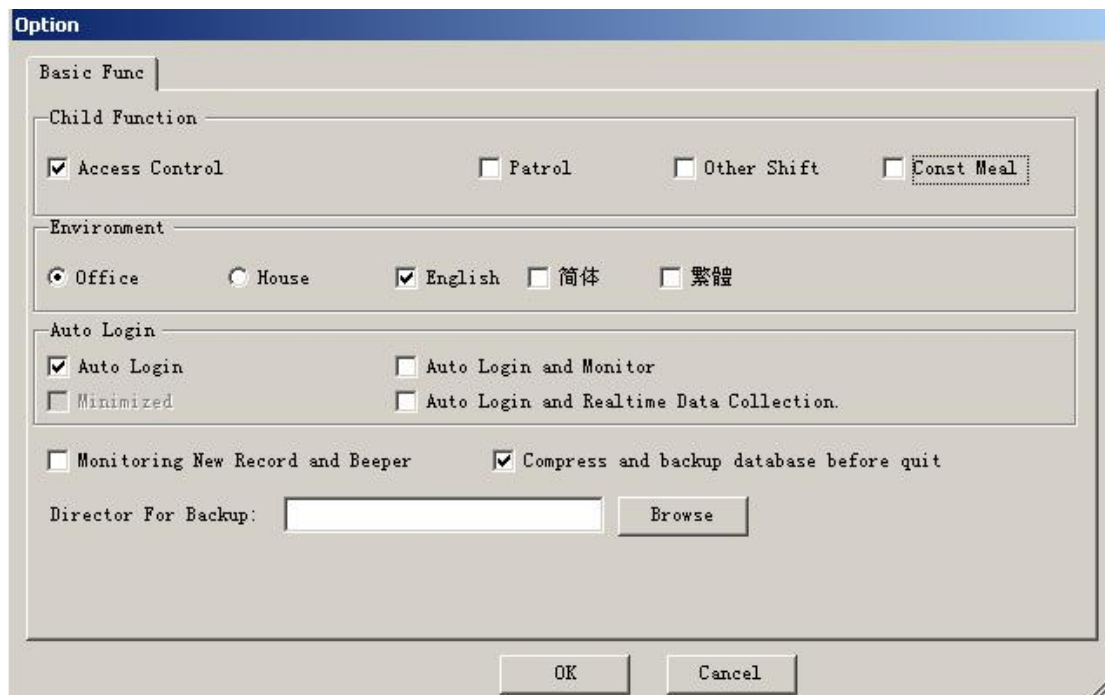 Option
Basic Func
Child Function
Access Control Patrol Other Shift Const Meal
Environment
Office House English 简体 繁體
Auto Login
Auto Login Auto Login and Monitor
Minimized Auto Login and Realtime Data Collection.
Monitoring New Record and Beeper Compress and backup database before quit
Director For Backup: Browse
OK Cancel